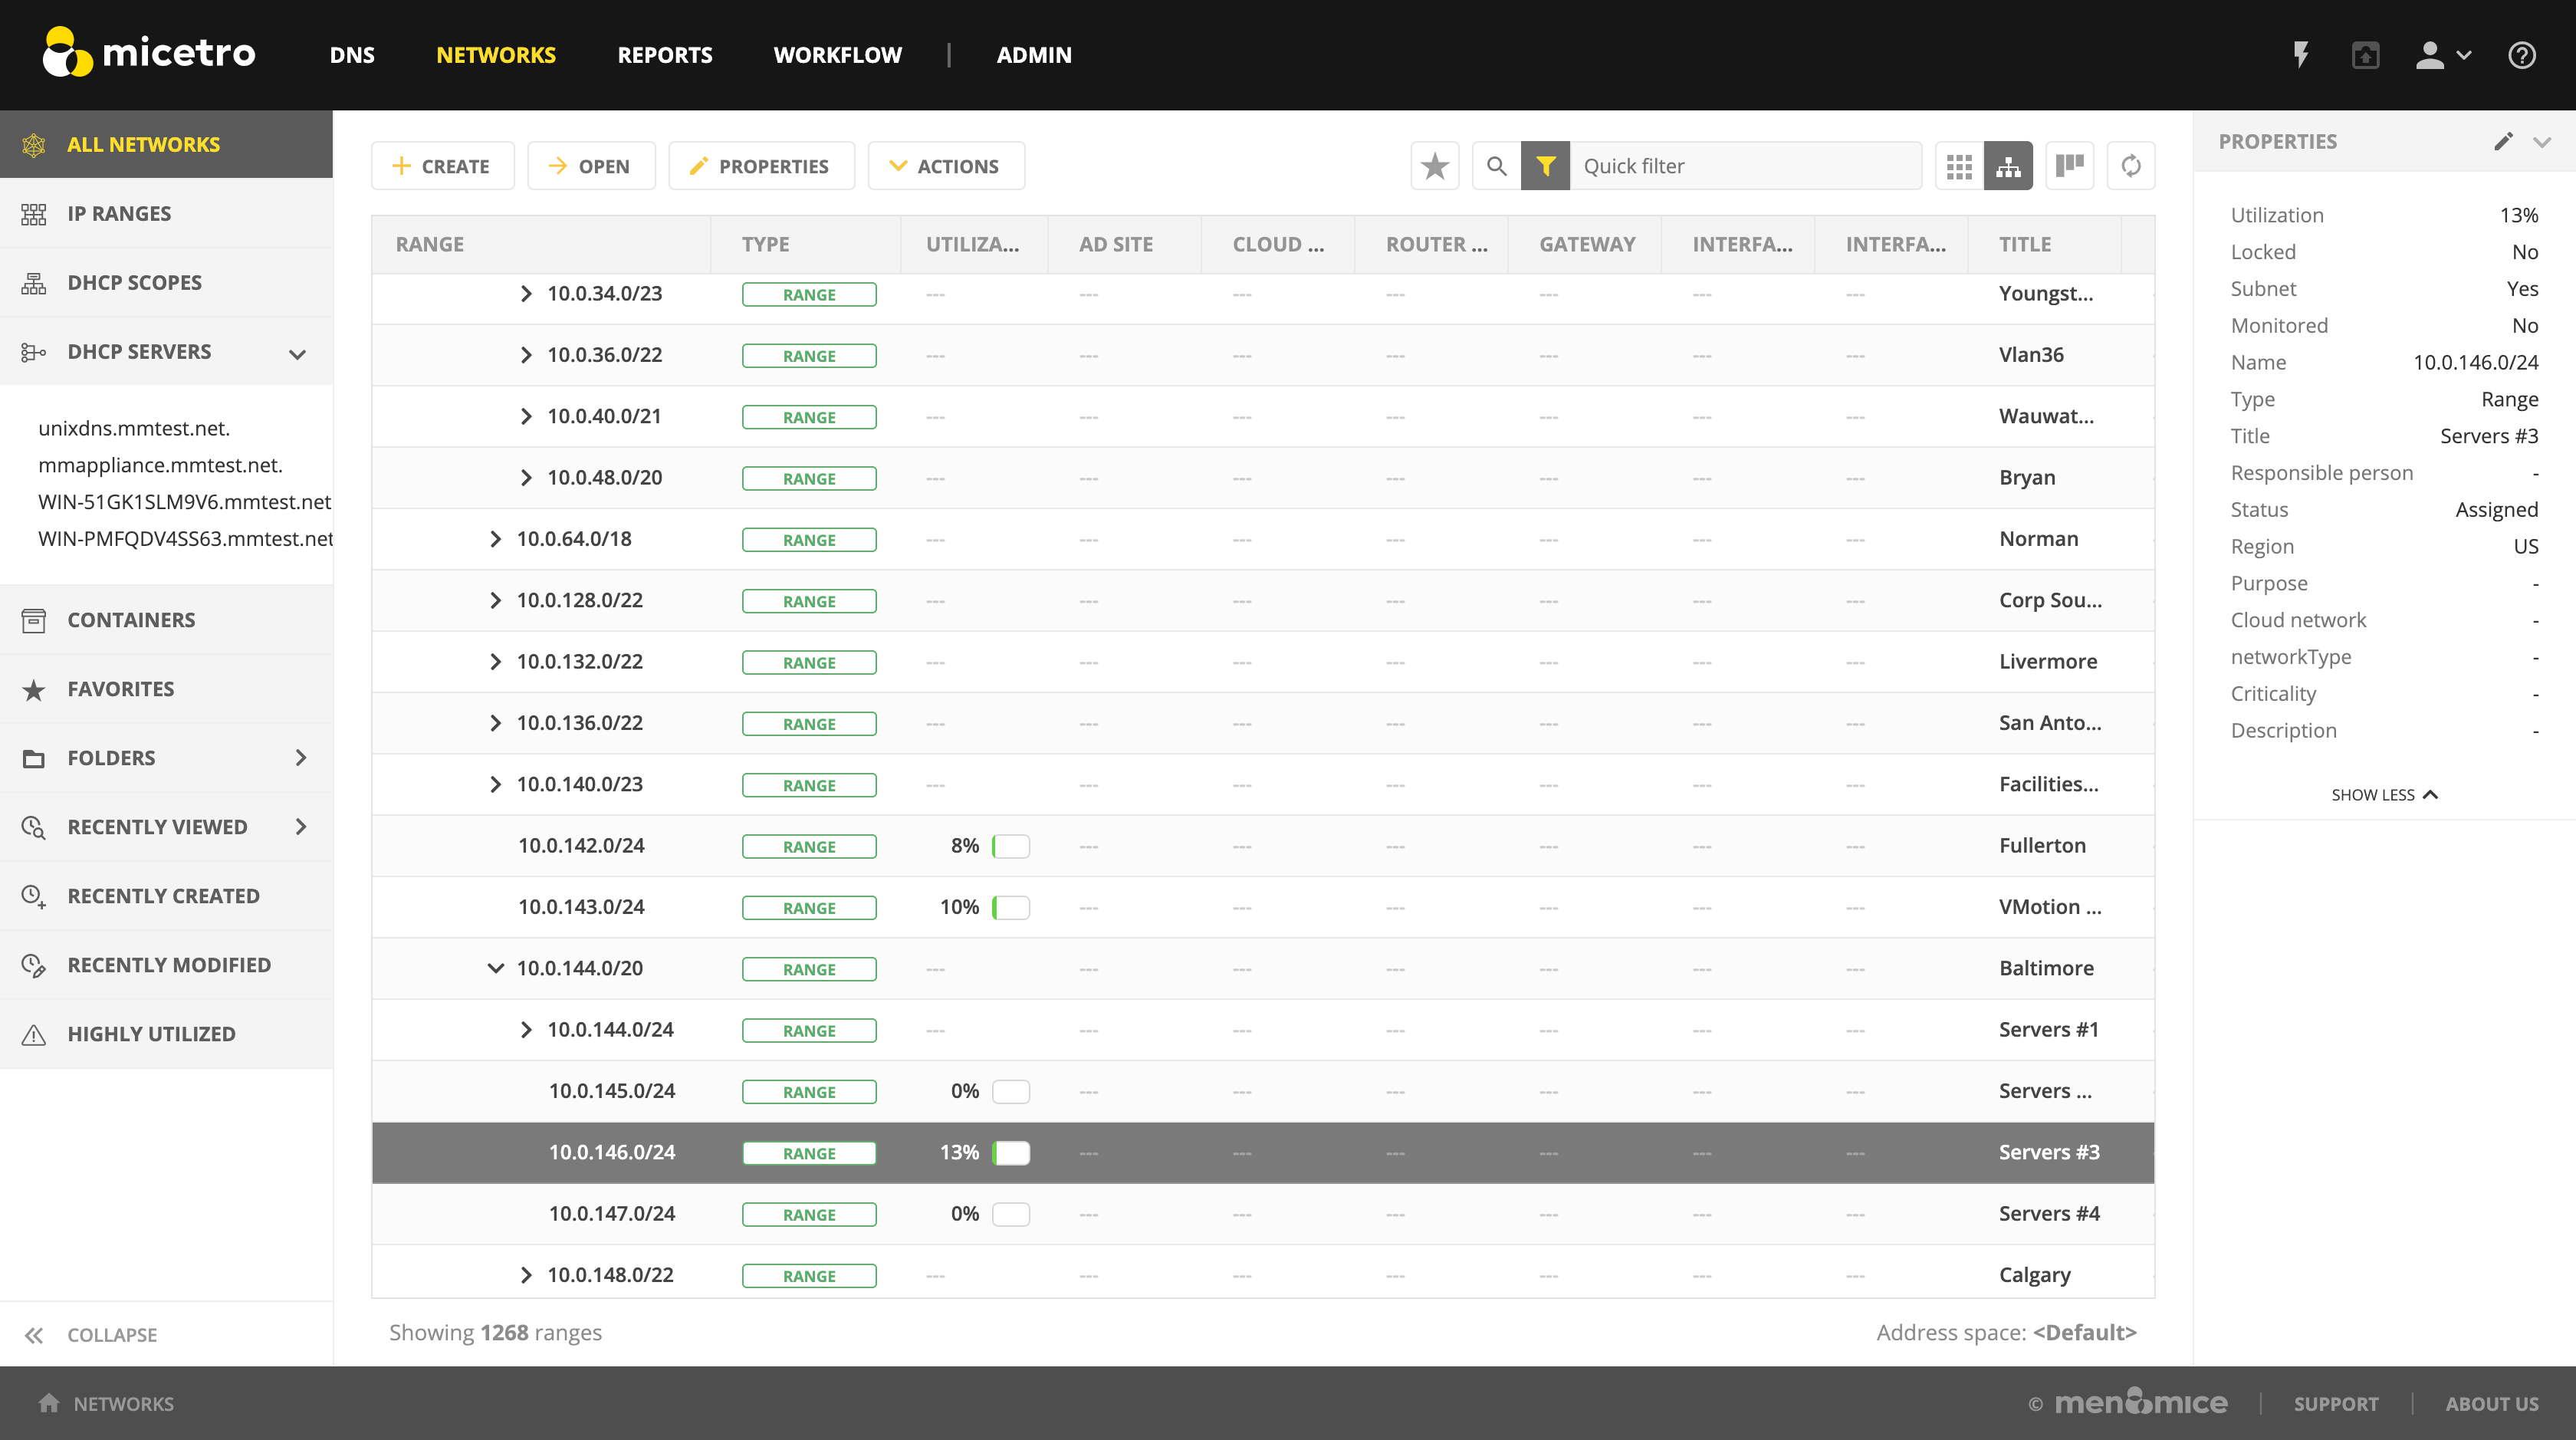 micetro DNS NETWORKS REPORTS WORKFLOW | ADMIN
ALL NETWORKS
IP RANGES
DHCP SCOPES
DHCP SERVERS
unixdns.mmtest.net.
mmappliance.mmtest.net.
WIN-51GK1SLM9V6.mmtest.net
WIN-PMFQDV4SS63.mmtest.net
CONTAINERS
FAVORITES
FOLDERS
RECENTLY VIEWED
RECENTLY CREATED
RECENTLY MODIFIED
HIGHLY UTILIZED
COLLAPSE
CREATE OPEN PROPERTIES ACTIONS Quick filter
RANGE TYPE UTILIZA... AD SITE CLOUD ... ROUTER ... GATEWAY INTERFA... INTERFA... TITLE
10.0.34.0/23 RANGE --- --- --- --- --- --- --- Youngst...
10.0.36.0/22 RANGE --- --- --- --- --- --- --- Vlan36
10.0.40.0/21 RANGE --- --- --- --- --- --- --- Wauwat...
10.0.48.0/20 RANGE --- --- --- --- --- --- --- Bryan
10.0.64.0/18 RANGE --- --- --- --- --- --- --- Norman
10.0.128.0/22 RANGE --- --- --- --- --- --- --- Corp Sou...
10.0.132.0/22 RANGE --- --- --- --- --- --- --- Livermore
10.0.136.0/22 RANGE --- --- --- --- --- --- --- San Anto...
10.0.140.0/23 RANGE --- --- --- --- --- --- --- Facilities...
10.0.142.0/24 RANGE 8% --- --- --- --- --- --- Fullerton
10.0.143.0/24 RANGE 10% --- --- --- --- --- --- VMotion ...
10.0.144.0/20 RANGE --- --- --- --- --- --- --- Baltimore
10.0.144.0/24 RANGE --- --- --- --- --- --- --- Servers #1
10.0.145.0/24 RANGE 0% --- --- --- --- --- --- Servers ...
10.0.146.0/24 RANGE 13% --- --- --- --- --- --- Servers #3
10.0.147.0/24 RANGE 0% --- --- --- --- --- --- Servers #4
10.0.148.0/22 RANGE --- --- --- --- --- --- --- Calgary
Showing 1268 ranges Address space: <Default>
PROPERTIES
Utilization 13%
Locked No
Subnet Yes
Monitored No
Name 10.0.146.0/24
Type Range
Title Servers #3
Responsible person -
Status Assigned
Region US
Purpose -
Cloud network -
networkType -
Criticality -
Description -
SHOW LESS
NETWORKS © men&mice | SUPPORT | ABOUT US